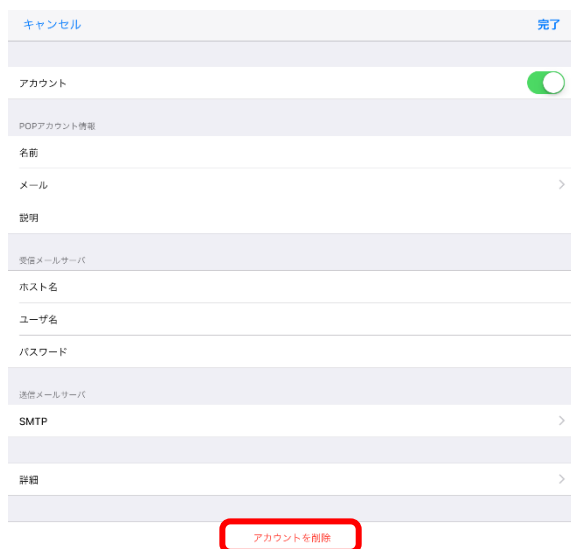 キャンセル 完了
アカウント
POPアカウント情報
名前
メール
説明
受信メールサーバ
ホスト名
ユーザ名
パスワード
送信メールサーバ
SMTP
詳細
アカウントを削除